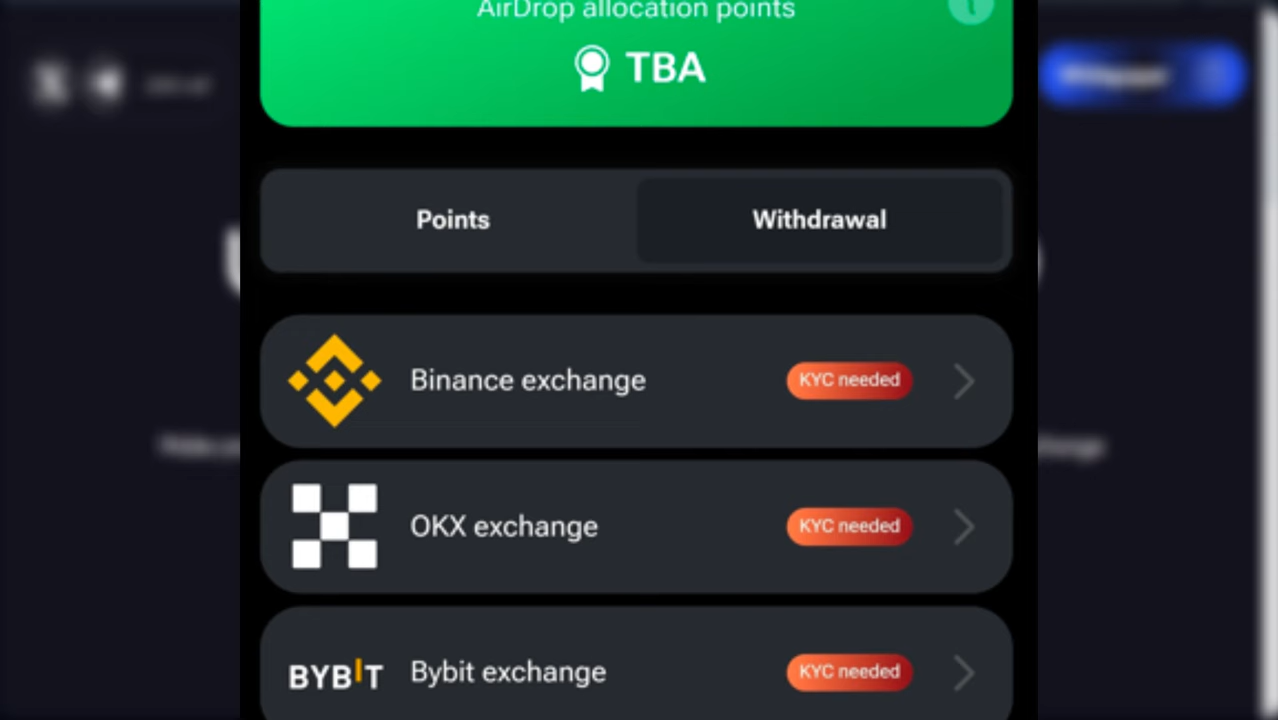 AirDrop allocation points
TBA
Points
Withdrawal
Binance exchange
KYC needed
OKX exchange
KYC needed
BYBIT
Bybit exchange
KYC needed